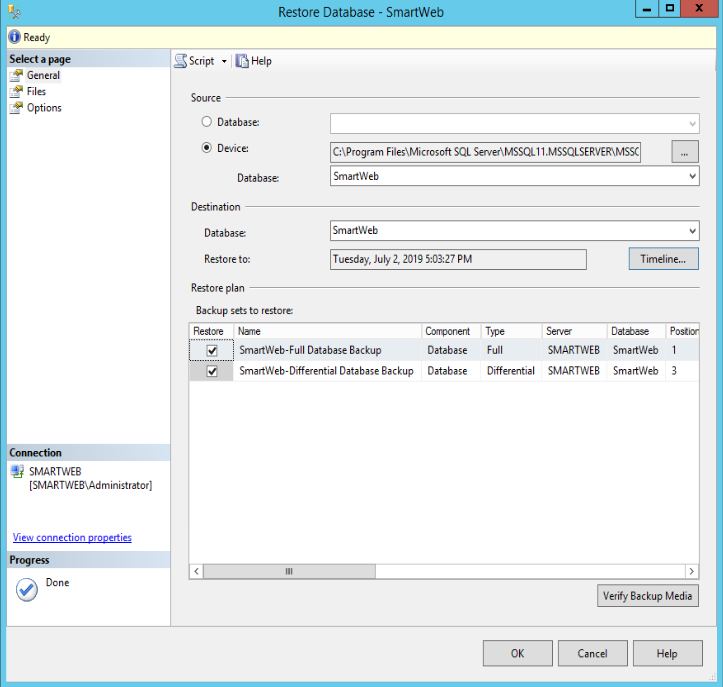 Restore Database - SmartWeb
Ready
Select a page
General
Files
Options
Script
Help
Source
Database:
Device:
C:\Program Files\Microsoft SQL Server\MSSQL11.MSSQLSERVER\MSSC
...
Database:
SmartWeb
Destination
Database:
SmartWeb
Restore to:
Tuesday, July 2, 2019 5:03:27 PM
Timeline...
Restore plan
Backup sets to restore:
Restore Name Component Type Server Database Position
SmartWeb-Full Database Backup Database Full SMARTWEB SmartWeb 1
SmartWeb-Differential Database Backup Database Differential SMARTWEB SmartWeb 3
Connection
SMARTWEB
[SMARTWEB\Administrator]
View connection properties
Progress
Done
Verify Backup Media
OK
Cancel
Help